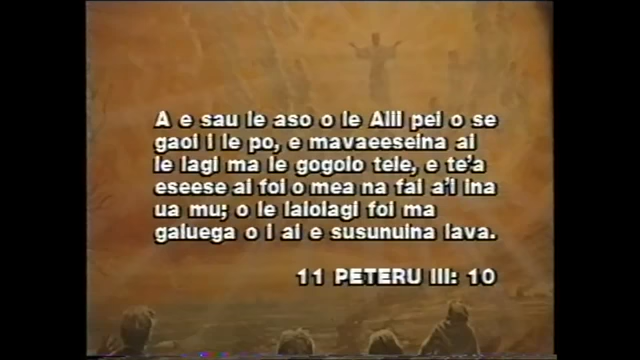 A e sau le aso o le Alii pei o se
gaoi i le po, e mavaeeseina ai
le lagi ma le gogolo tele, e te'a
eseese ai foi o mea na fai a'i ina
ua mu; o le lalolagi foi ma
galuega o i ai e susunuina lava.
11 PETERU III: 10